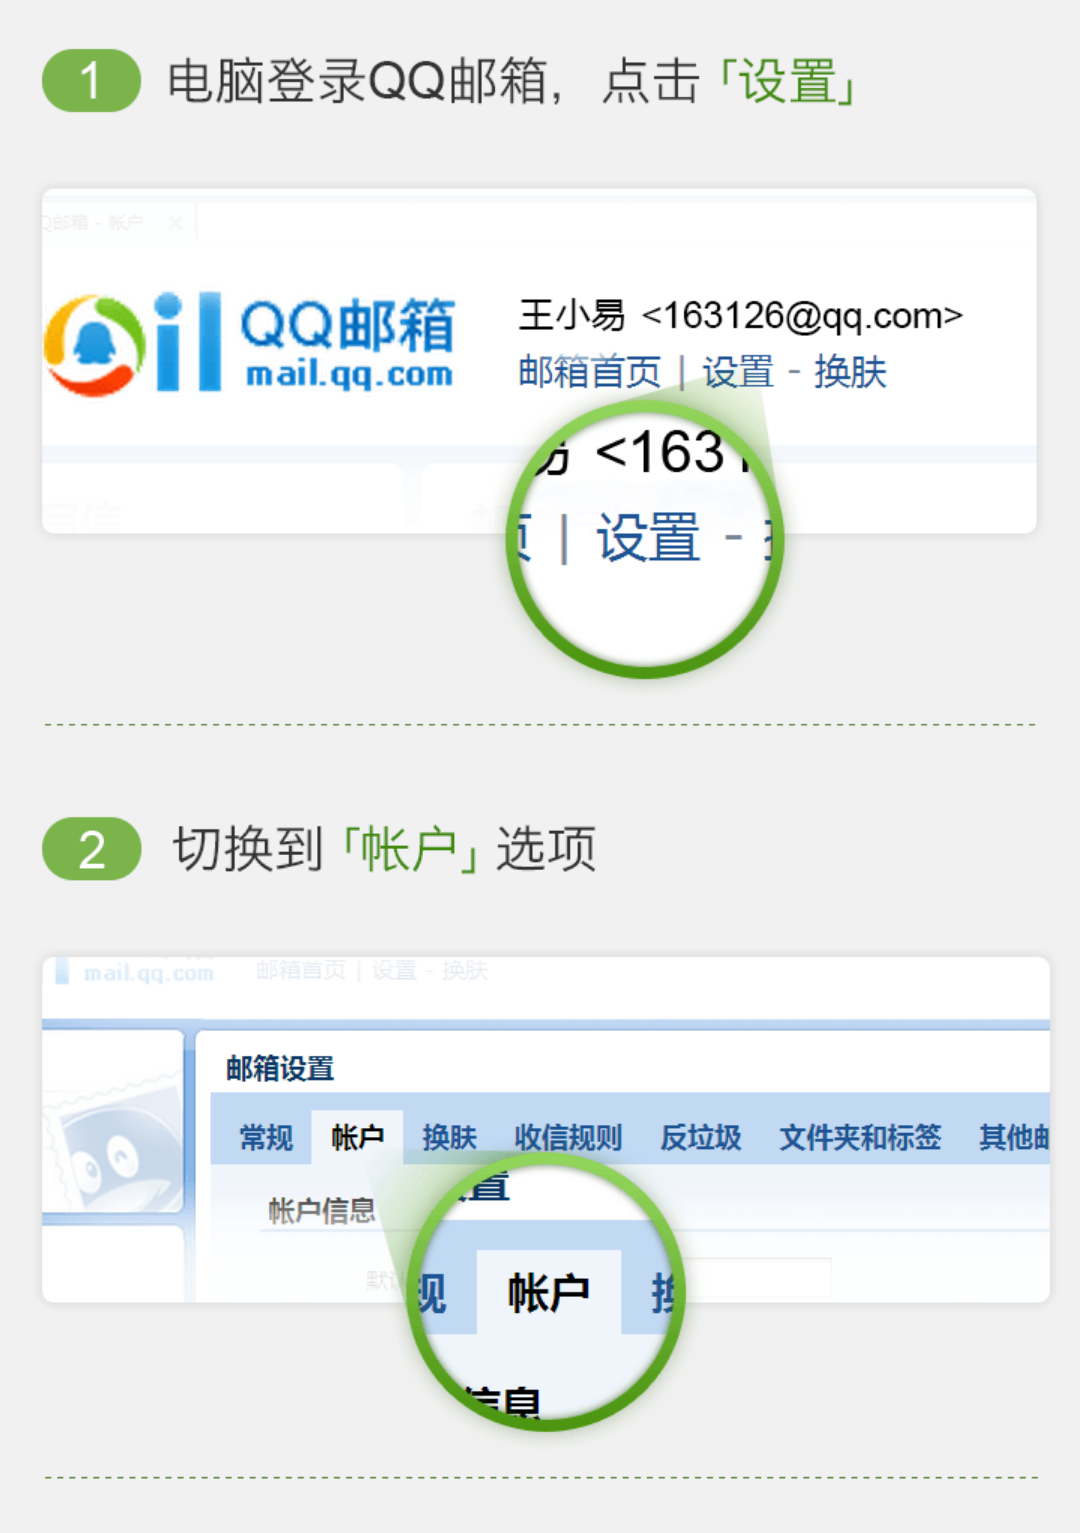 1 电脑登录QQ邮箱，点击「设置」
Q邮箱 - 帐户 ×
QQ邮箱
mail.qq.com
王小易 <163126@qq.com>
邮箱首页 | 设置 - 换肤
易 <163
页 | 设置 -
2 切换到「帐户」选项
mail.qq.com
邮箱首页 | 设置 - 换肤
邮箱设置
常规 帐户 换肤 收信规则 反垃圾 文件夹和标签 其他邮
帐户信息
默认
置
规 帐户 换
信息